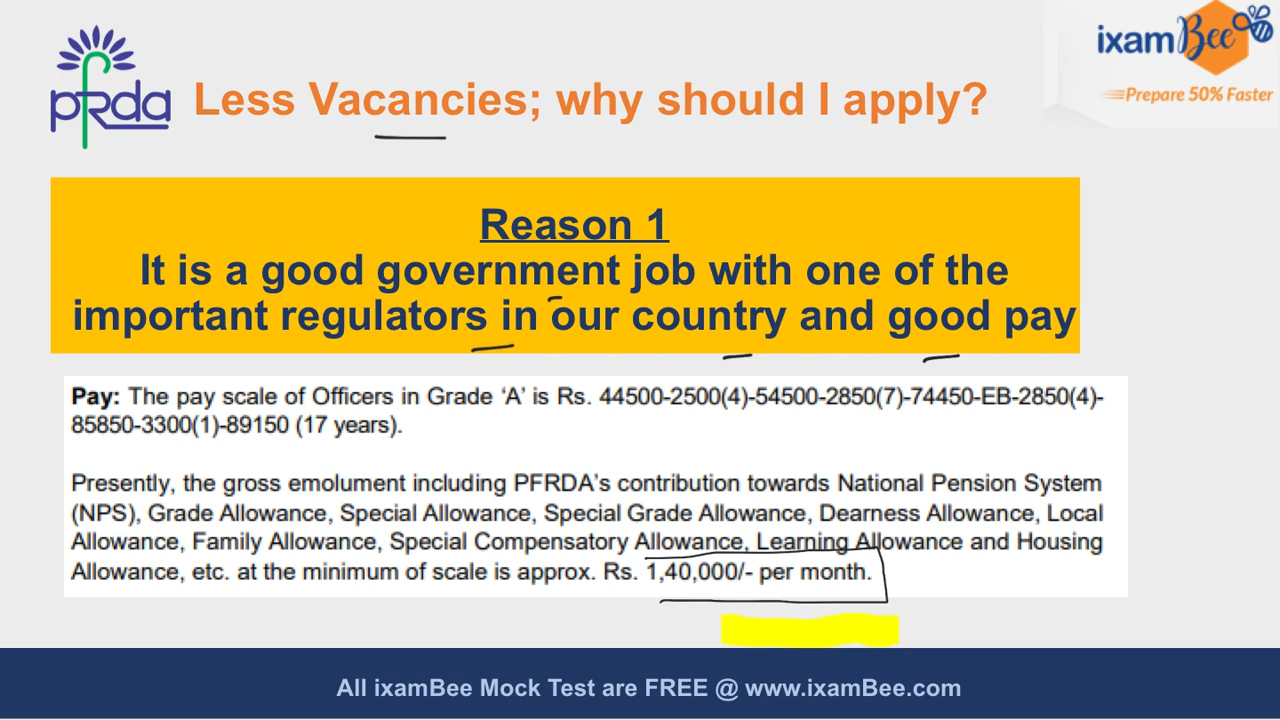 pfrda
Less Vacancies; why should I apply?
ixamBee
Prepare 50% Faster
Reason 1
It is a good government job with one of the
important regulators in our country and good pay
Pay: The pay scale of Officers in Grade ‘A’ is Rs. 44500-2500(4)-54500-2850(7)-74450-EB-2850(4)-
85850-3300(1)-89150 (17 years).
Presently, the gross emolument including PFRDA’s contribution towards National Pension System
(NPS), Grade Allowance, Special Allowance, Special Grade Allowance, Dearness Allowance, Local
Allowance, Family Allowance, Special Compensatory Allowance, Learning Allowance and Housing
Allowance, etc. at the minimum of scale is approx. Rs. 1,40,000/- per month.
All ixamBee Mock Test are FREE @ www.ixamBee.com